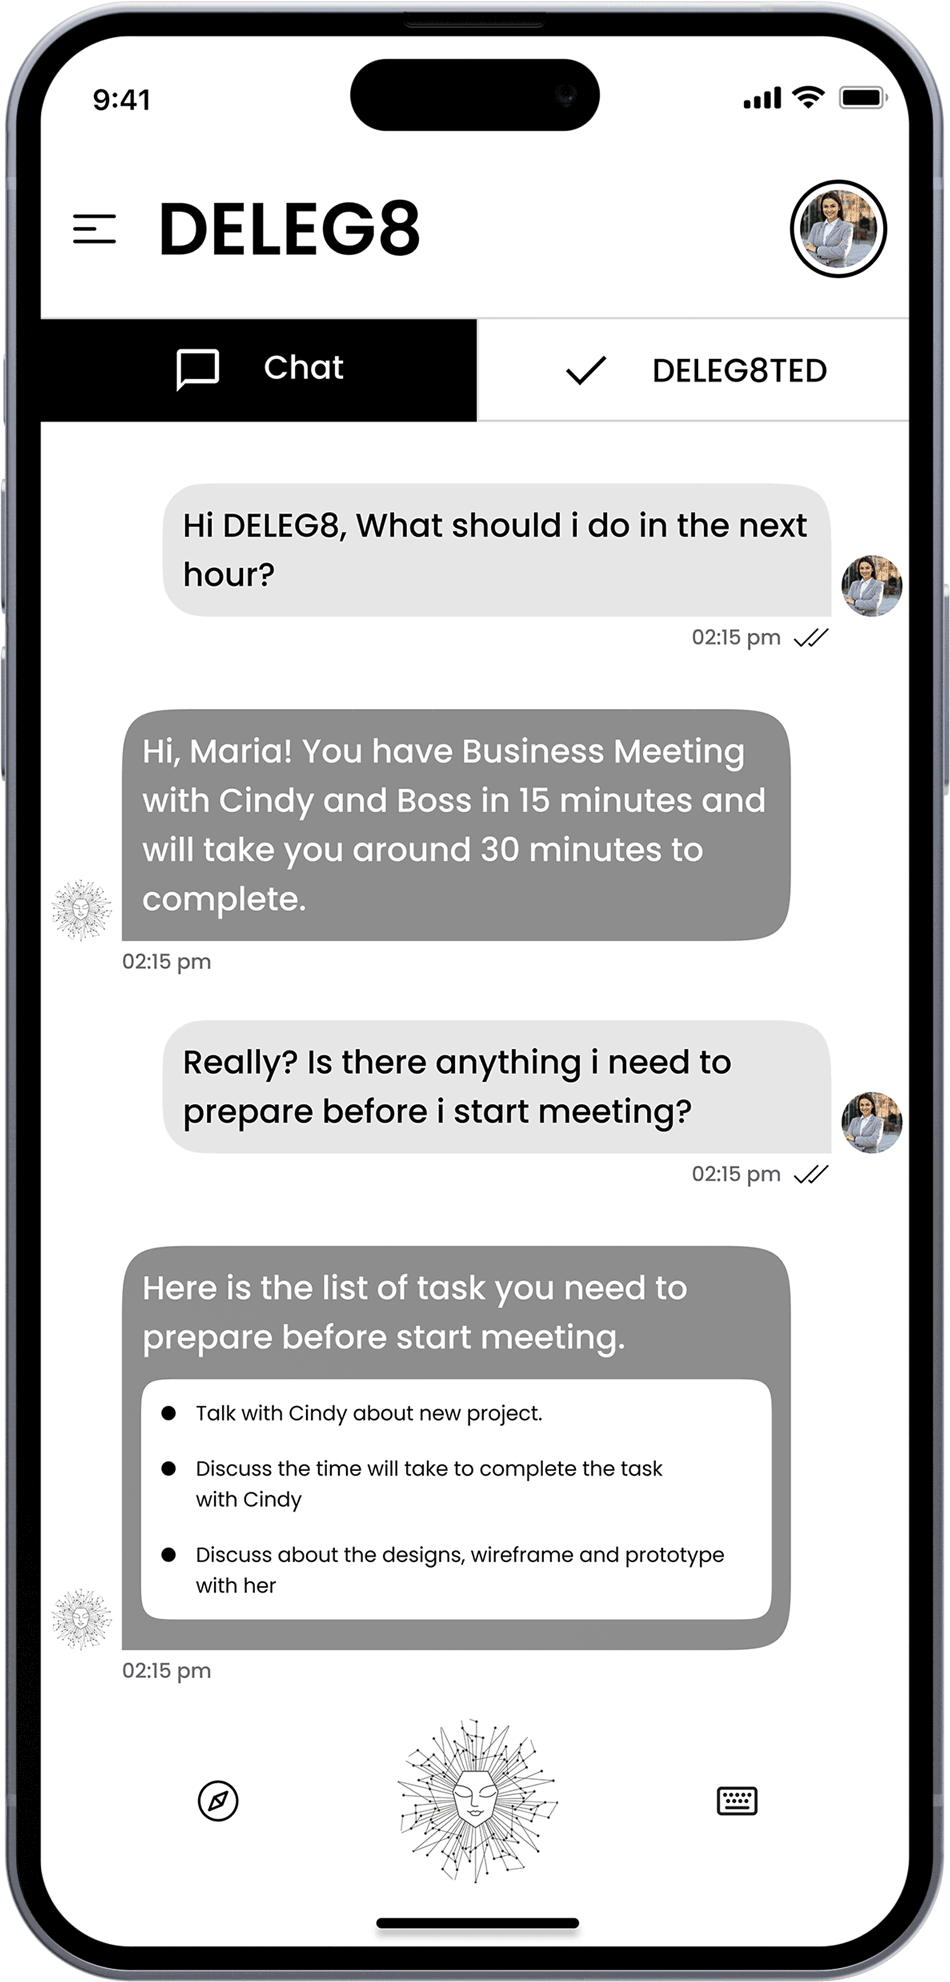 9:41
DELEG8
Chat
DELEG8TED
Hi DELEG8, What should i do in the next
hour?
02:15 pm
Hi, Maria! You have Business Meeting
with Cindy and Boss in 15 minutes and
will take you around 30 minutes to
complete.
02:15 pm
Really? Is there anything i need to
prepare before i start meeting?
02:15 pm
Here is the list of task you need to
prepare before start meeting.
Talk with Cindy about new project.
Discuss the time will take to complete the task
with Cindy
Discuss about the designs, wireframe and prototype
with her
02:15 pm